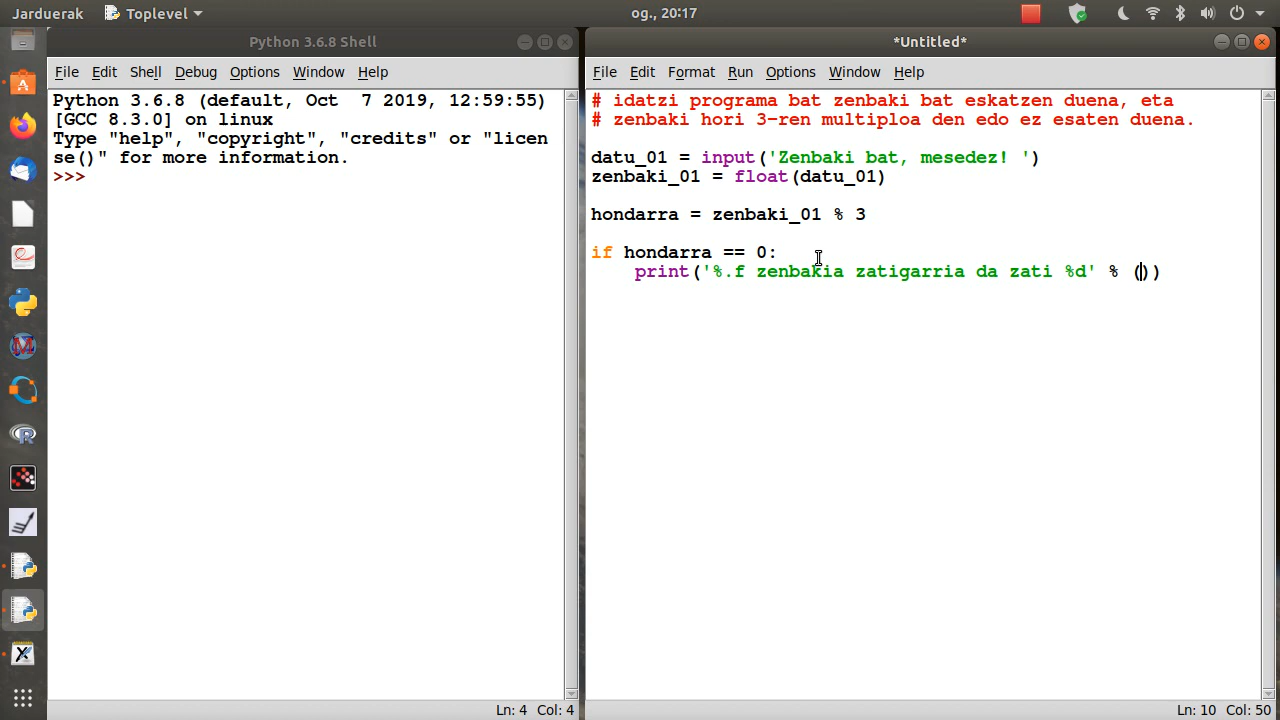 Jarduerak
Toplevel
og., 20:17
Python 3.6.8 Shell
File Edit Shell Debug Options Window Help
Python 3.6.8 (default, Oct  7 2019, 12:59:55)
[GCC 8.3.0] on linux
Type "help", "copyright", "credits" or "licen
se()" for more information.
>>>
Ln: 4 Col: 4
*Untitled*
File Edit Format Run Options Window Help
# idatzi programa bat zenbaki bat eskatzen duena, eta
# zenbaki hori 3-ren multiploa den edo ez esaten duena.
datu_01 = input('Zenbaki bat, mesedez! ')
zenbaki_01 = float(datu_01)
hondarra = zenbaki_01 % 3
if hondarra == 0:
    print('%.f zenbakia zatigarria da zati %d' % ())
Ln: 10 Col: 50